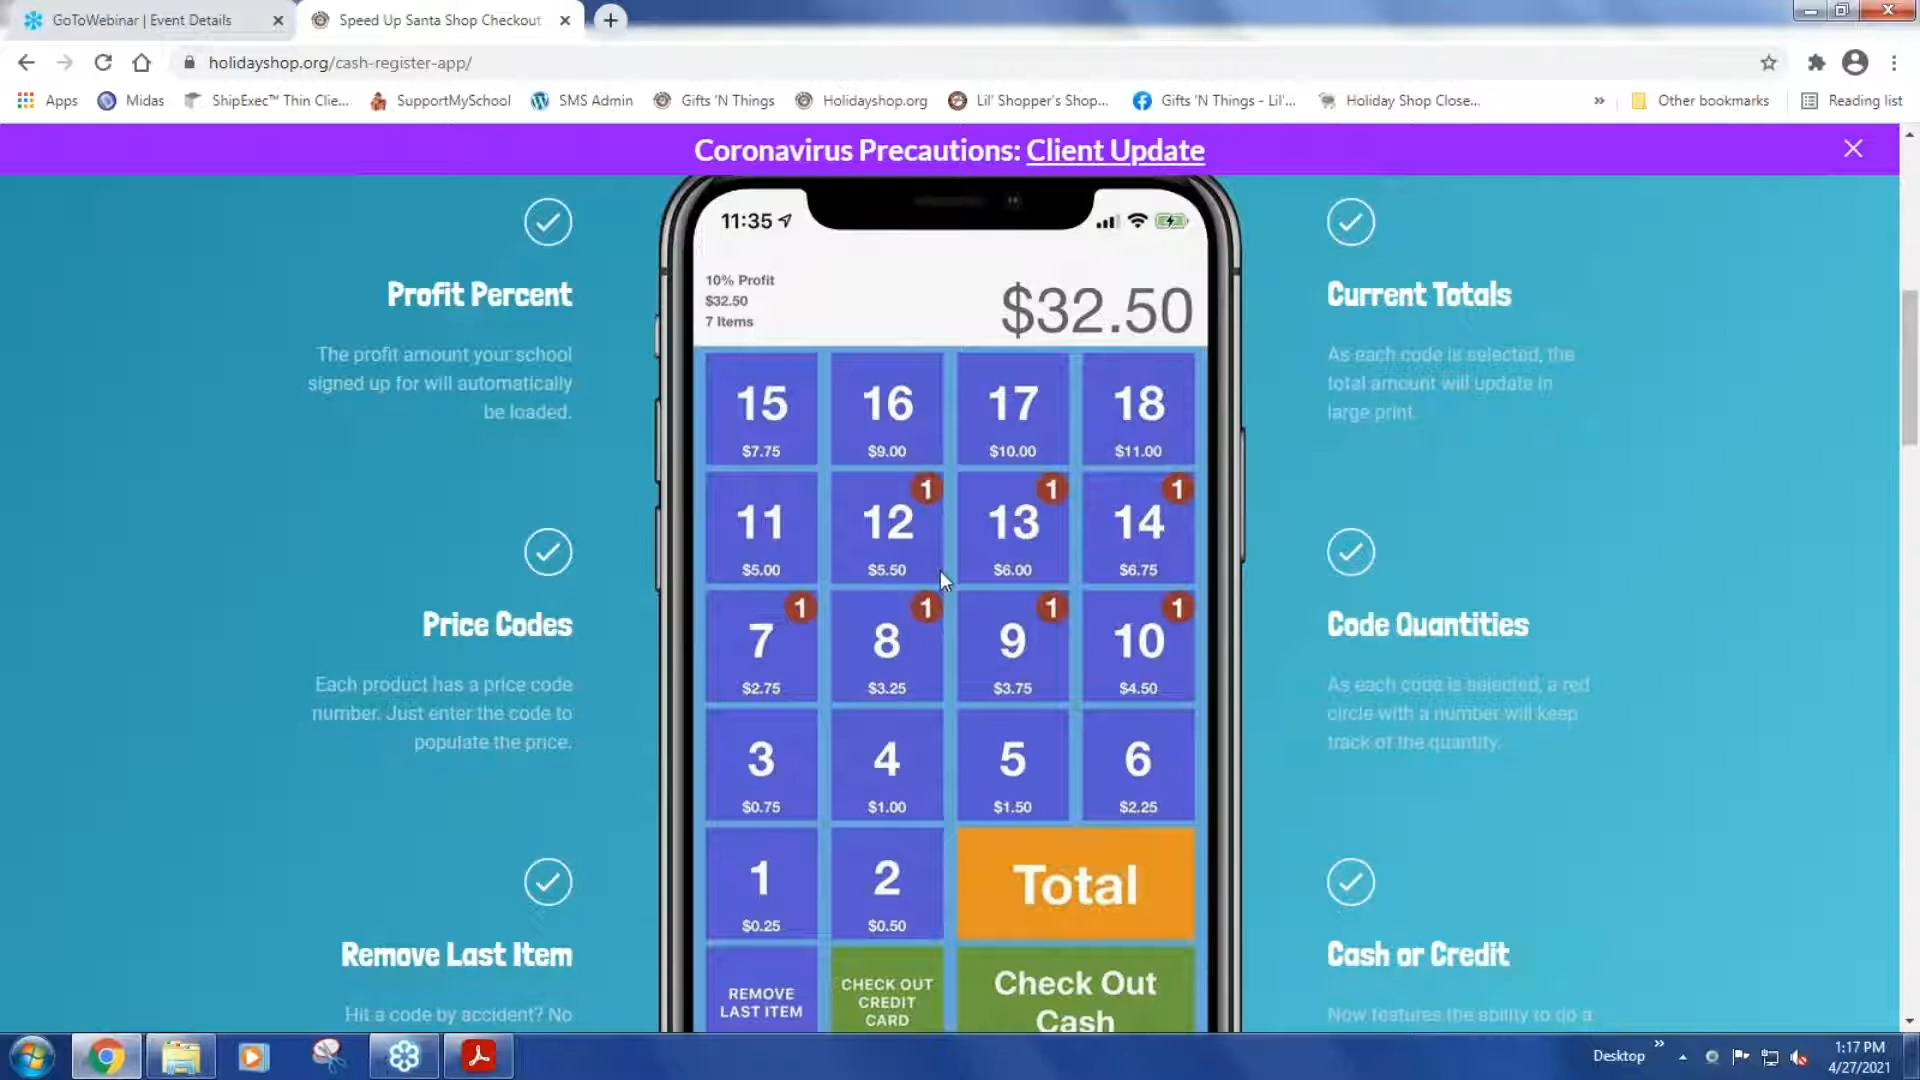 GoToWebinar | Event Details
Speed Up Santa Shop Checkout
holidayshop.org/cash-register-app/
Apps
Midas
ShipExec™ Thin Clie...
SupportMySchool
SMS Admin
Gifts 'N Things
Holidayshop.org
Lil' Shopper's Shop...
Gifts 'N Things - Lil'...
Holiday Shop Close...
»
Other bookmarks
Reading list
Coronavirus Precautions: Client Update
Profit Percent
The profit amount your school
signed up for will automatically
be loaded.
Price Codes
Each product has a price code
number. Just enter the code to
populate the price.
Remove Last Item
Hit a code by accident? No
11:35
10% Profit
$32.50
7 Items
$32.50
15 16 17 18
$7.75 $9.00 $10.00 $11.00
1 1 1
11 12 13 14
$5.00 $5.50 $6.00 $6.75
1 1 1 1
7 8 9 10
$2.75 $3.25 $3.75 $4.50
3 4 5 6
$0.75 $1.00 $1.50 $2.25
1 2 Total
$0.25 $0.50
REMOVE
LAST ITEM
CHECK OUT
CREDIT
CARD
Check Out
Cash
Current Totals
As each code is selected, the
total amount will update in
large print.
Code Quantities
As each code is selected, a red
circle with a number will keep
track of the quantity.
Cash or Credit
Now features the ability to do a
Desktop
»
1:17 PM
4/27/2021